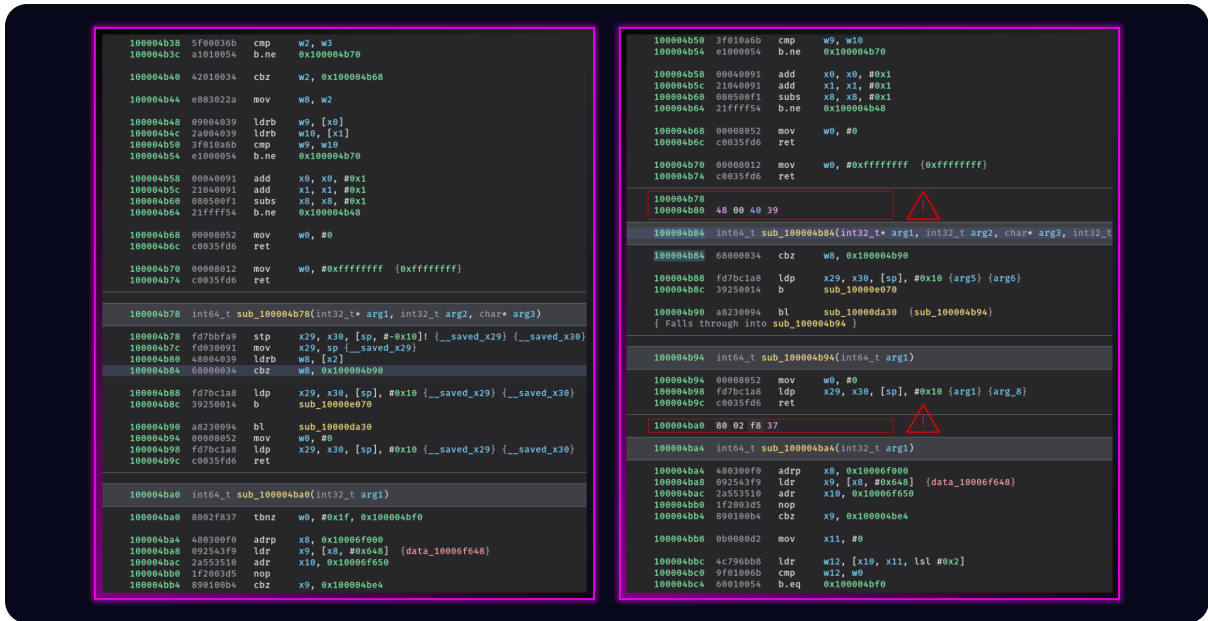 100004b38 5f00036b cmp w2, w3
100004b3c a1010054 b.ne 0x100004b70
100004b40 42010034 cbz w2, 0x100004b68
100004b44 e803022a mov w8, w2
100004b48 09004039 ldrb w9, [x0]
100004b4c 2a004039 ldrb w10, [x1]
100004b50 3f010a6b cmp w9, w10
100004b54 e1000054 b.ne 0x100004b70
100004b58 00040091 add x0, x0, #0x1
100004b5c 21040091 add x1, x1, #0x1
100004b60 080500f1 subs x8, x8, #0x1
100004b64 21ffff54 b.ne 0x100004b48
100004b68 00008052 mov w0, #0
100004b6c c0035fd6 ret
100004b70 00008012 mov w0, #0xffffffff {0xffffffff}
100004b74 c0035fd6 ret
100004b78 int64_t sub_100004b78(int32_t* arg1, int32_t arg2, char* arg3)
100004b78 fd7bbfa9 stp x29, x30, [sp, #-0x10]! {__saved_x29} {__saved_x30}
100004b7c fd030091 mov x29, sp {__saved_x29}
100004b80 48004039 ldrb w8, [x2]
100004b84 68000034 cbz w8, 0x100004b90
100004b88 fd7bc1a8 ldp x29, x30, [sp], #0x10 {__saved_x29} {__saved_x30}
100004b8c 39250014 b sub_10000e070
100004b90 a8230094 bl sub_10000da30
100004b94 00008052 mov w0, #0
100004b98 fd7bc1a8 ldp x29, x30, [sp], #0x10 {__saved_x29} {__saved_x30}
100004b9c c0035fd6 ret
100004ba0 int64_t sub_100004ba0(int32_t arg1)
100004ba0 8002f837 tbnz w0, #0x1f, 0x100004bf0
100004ba4 480300f0 adrp x8, 0x10006f000
100004ba8 092543f9 ldr x9, [x8, #0x648] {data_10006f648}
100004bac 2a553510 adr x10, 0x10006f650
100004bb0 1f2003d5 nop
100004bb4 890100b4 cbz x9, 0x100004be4
100004b50 3f010a6b cmp w9, w10
100004b54 e1000054 b.ne 0x100004b70
100004b58 00040091 add x0, x0, #0x1
100004b5c 21040091 add x1, x1, #0x1
100004b60 080500f1 subs x8, x8, #0x1
100004b64 21ffff54 b.ne 0x100004b48
100004b68 00008052 mov w0, #0
100004b6c c0035fd6 ret
100004b70 00008012 mov w0, #0xffffffff {0xffffffff}
100004b74 c0035fd6 ret
100004b78
100004b80 48 00 40 39
!
100004b84 int64_t sub_100004b84(int32_t* arg1, int32_t arg2, char* arg3, int32_t
100004b84 68000034 cbz w8, 0x100004b90
100004b88 fd7bc1a8 ldp x29, x30, [sp], #0x10 {arg5} {arg6}
100004b8c 39250014 b sub_10000e070
100004b90 a8230094 bl sub_10000da30 {sub_100004b94}
{ Falls through into sub_100004b94 }
100004b94 int64_t sub_100004b94(int64_t arg1)
100004b94 00008052 mov w0, #0
100004b98 fd7bc1a8 ldp x29, x30, [sp], #0x10 {arg1} {arg_8}
100004b9c c0035fd6 ret
100004ba0 80 02 f8 37
!
100004ba4 int64_t sub_100004ba4(int32_t arg1)
100004ba4 480300f0 adrp x8, 0x10006f000
100004ba8 092543f9 ldr x9, [x8, #0x648] {data_10006f648}
100004bac 2a553510 adr x10, 0x10006f650
100004bb0 1f2003d5 nop
100004bb4 890100b4 cbz x9, 0x100004be4
100004bb8 0b0080d2 mov x11, #0
100004bbc 4c796bb8 ldr w12, [x10, x11, lsl #0x2]
100004bc0 9f01006b cmp w12, w0
100004bc4 60010054 b.eq 0x100004bf0